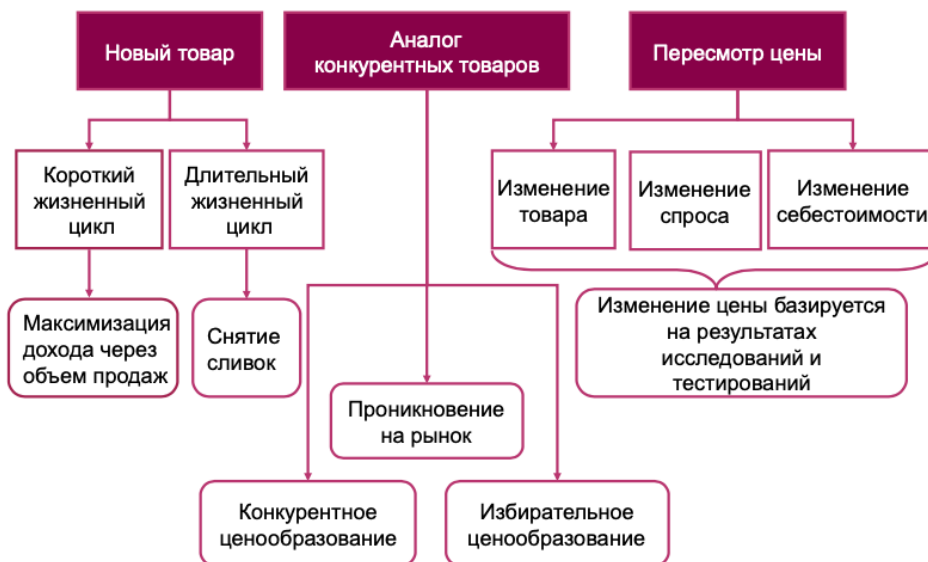 Новый товар
Аналог
конкурентных товаров
Пересмотр цены
Короткий
жизненный
цикл
Длительный
жизненный
цикл
Изменение
товара
Изменение
спроса
Изменение
себестоимости
Максимизация
дохода через
объем продаж
Снятие
сливок
Изменение цены базируется
на результатах
исследований и
тестирований
Проникновение
на рынок
Конкурентное
ценообразование
Избирательное
ценообразование